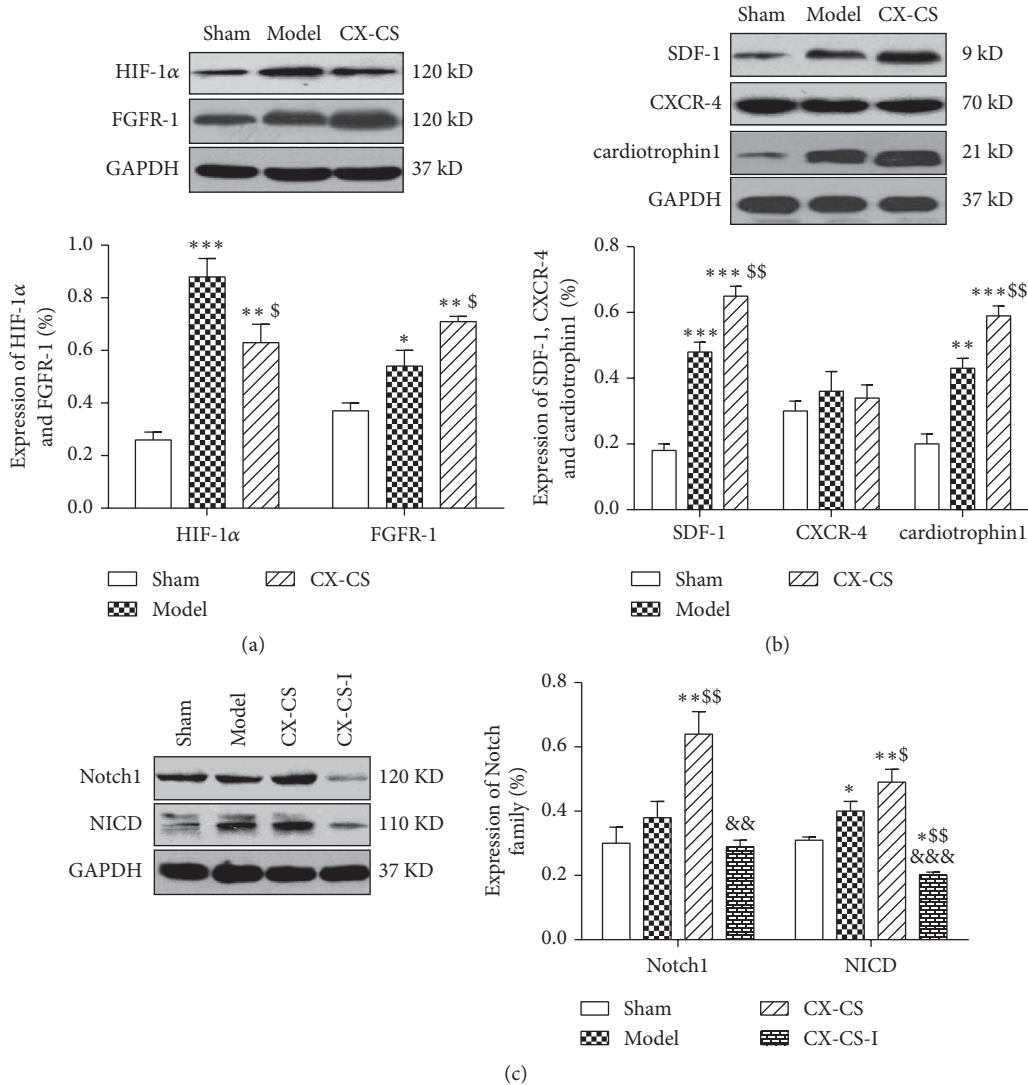 Sham Model CX-CS
HIF-1α 120 kD
FGFR-1 120 kD
GAPDH 37 kD
Expression of HIF-1α
and FGFR-1 (%)
1.0
0.8
0.6
0.4
0.2
0.0
***
** $
*
** $
HIF-1α FGFR-1
Sham CX-CS
Model
(a)
Sham Model CX-CS
SDF-1 9 kD
CXCR-4 70 kD
cardiotrophin1 21 kD
GAPDH 37 kD
Expression of SDF-1, CXCR-4
and cardiotrophin1 (%)
0.8
0.6
0.4
0.2
0.0
***
*** $$
**
***$$
SDF-1 CXCR-4 cardiotrophin1
Sham CX-CS
Model
(b)
Sham Model CX-CS CX-CS-I
Notch1 120 KD
NICD 110 KD
GAPDH 37 KD
Expression of Notch
family (%)
0.8
0.6
0.4
0.2
0.0
**$$
&&
*
**$
*$$
&&&
Notch1 NICD
Sham CX-CS
Model CX-CS-I
(c)